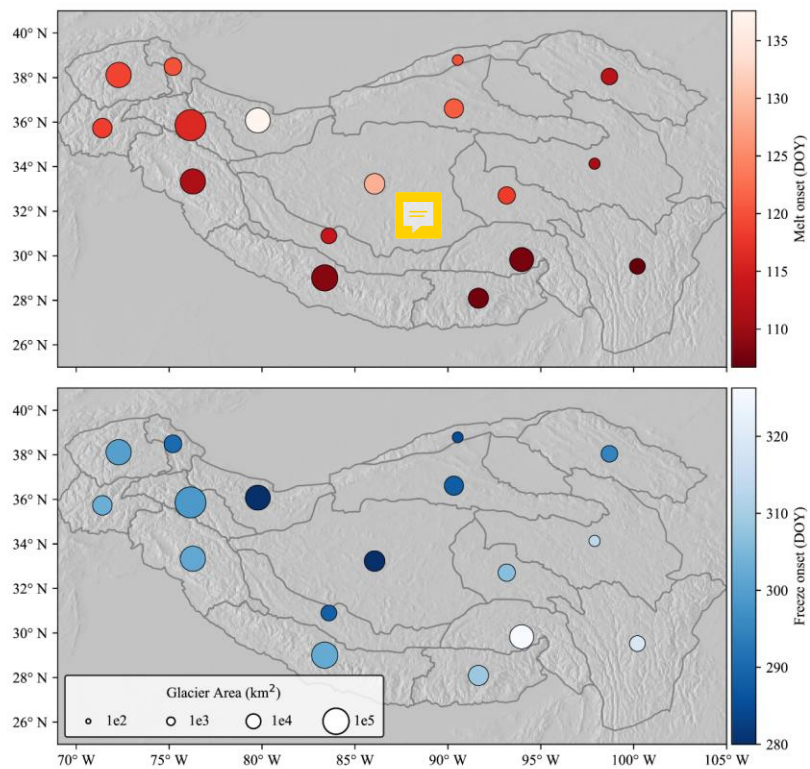 40° N
38° N
36° N
34° N
32° N
30° N
28° N
26° N
135
130
125
120
115
110
Melt onset (DOY)
40° N
38° N
36° N
34° N
32° N
30° N
28° N
26° N
320
310
300
290
280
Freeze onset (DOY)
Glacier Area (km²)
1e2 1e3 1e4 1e5
70° W 75° W 80° W 85° W 90° W 95° W 100° W 105° W